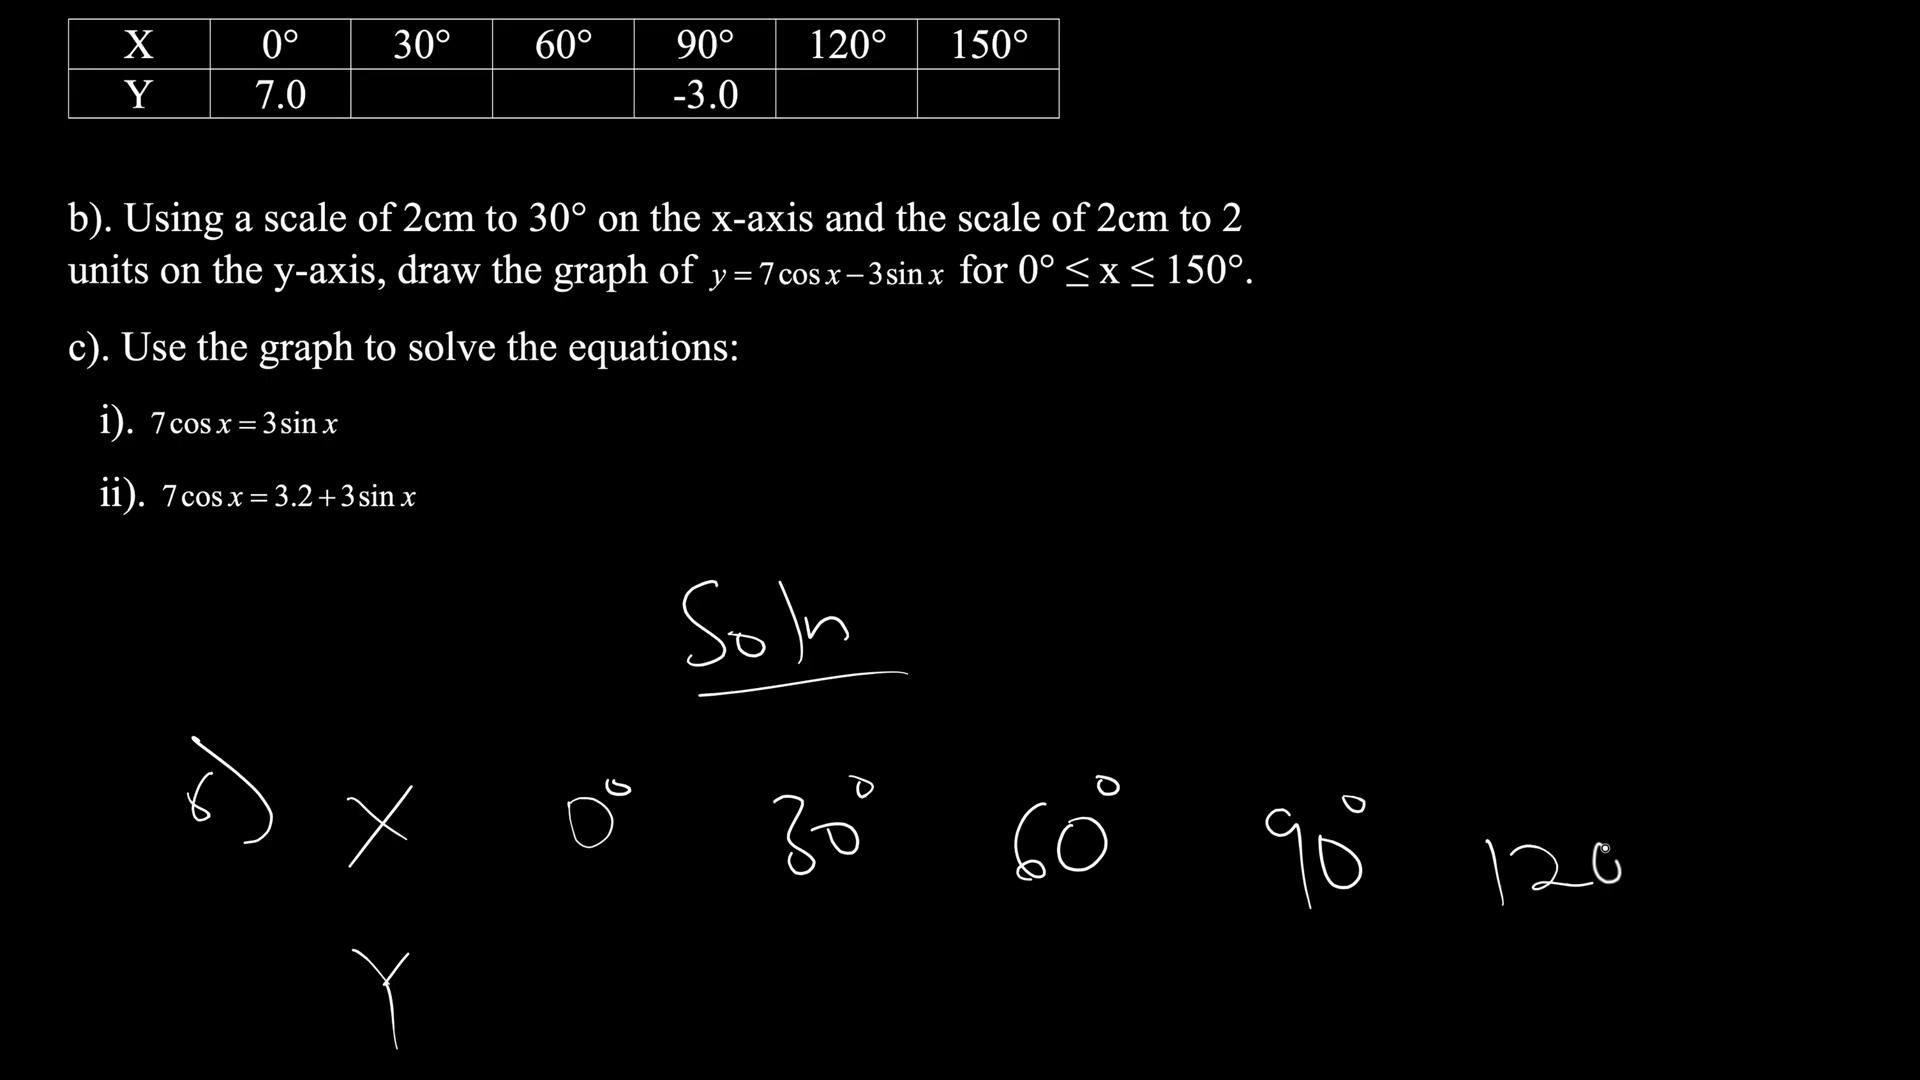 X 0° 30° 60° 90° 120° 150°
Y 7.0 -3.0
b). Using a scale of 2cm to 30° on the x-axis and the scale of 2cm to 2
units on the y-axis, draw the graph of y = 7 cos x − 3 sin x for 0° ≤ x ≤ 150°.
c). Use the graph to solve the equations:
i). 7 cos x = 3 sin x
ii). 7 cos x = 3.2 + 3 sin x
Soln
X 0° 30° 60° 90° 120
Y